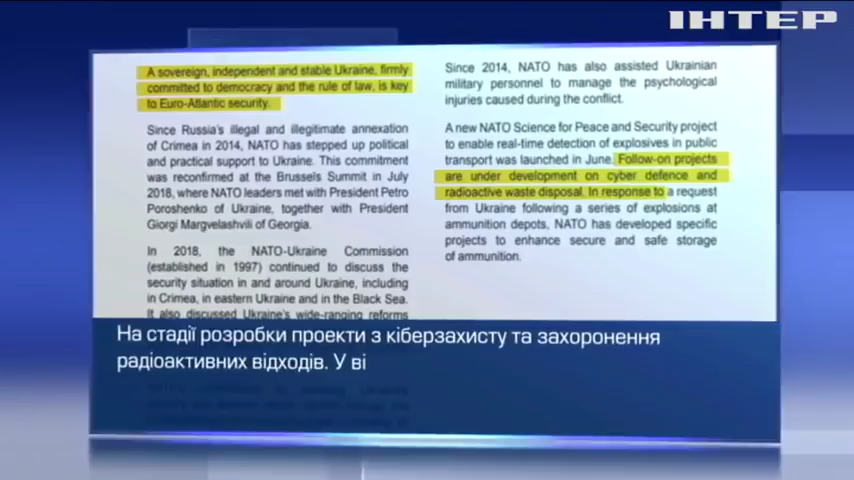 ІНТЕР
A sovereign, independent and stable Ukraine, firmly
committed to democracy and the rule of law, is key
to Euro-Atlantic security.
Since Russia's illegal and illegitimate annexation
of Crimea in 2014, NATO has stepped up political
and practical support to Ukraine. This commitment
was reconfirmed at the Brussels Summit in July
2018, where NATO leaders met with President Petro
Poroshenko of Ukraine, together with President
Giorgi Margvelashvili of Georgia.
In 2018, the NATO-Ukraine Commission
(established in 1997) continued to discuss the
security situation in and around Ukraine, including
in Crimea, in eastern Ukraine and in the Black Sea.
It also discussed Ukraine's wide-ranging reforms
Since 2014, NATO has also assisted Ukrainian
military personnel to manage the psychological
injuries caused during the conflict.
A new NATO Science for Peace and Security project
to enable real-time detection of explosives in public
transport was launched in June. Follow-on projects
are under development on cyber defence and
radioactive waste disposal. In response to a request
from Ukraine following a series of explosions at
ammunition depots, NATO has developed specific
projects to enhance secure and safe storage
of ammunition.
На стадії розробки проекти з кіберзахисту та захоронення
радіоактивних відходів. У ві